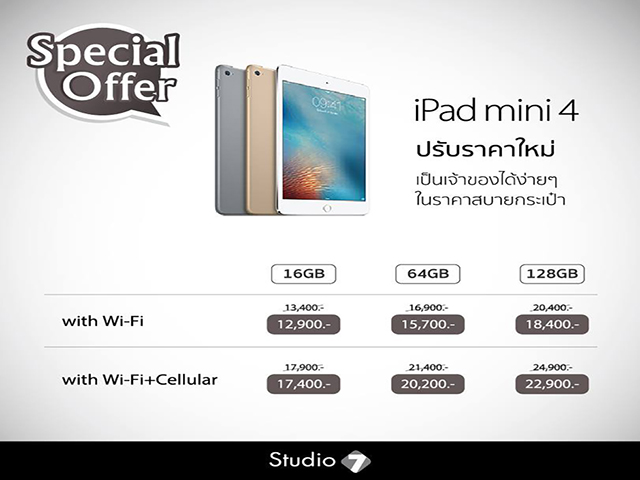 Special
Offer
09:41
iPad mini 4
ปรับราคาใหม่
เป็นเจ้าของได้ง่ายๆ
ในราคาสบายกระเป๋า
16GB 64GB 128GB
13,400.- 16,900.- 20,400.-
with Wi-Fi 12,900.- 15,700.- 18,400.-
17,900.- 21,400.- 24,900.-
with Wi-Fi+Cellular 17,400.- 20,200.- 22,900.-
Studio 7